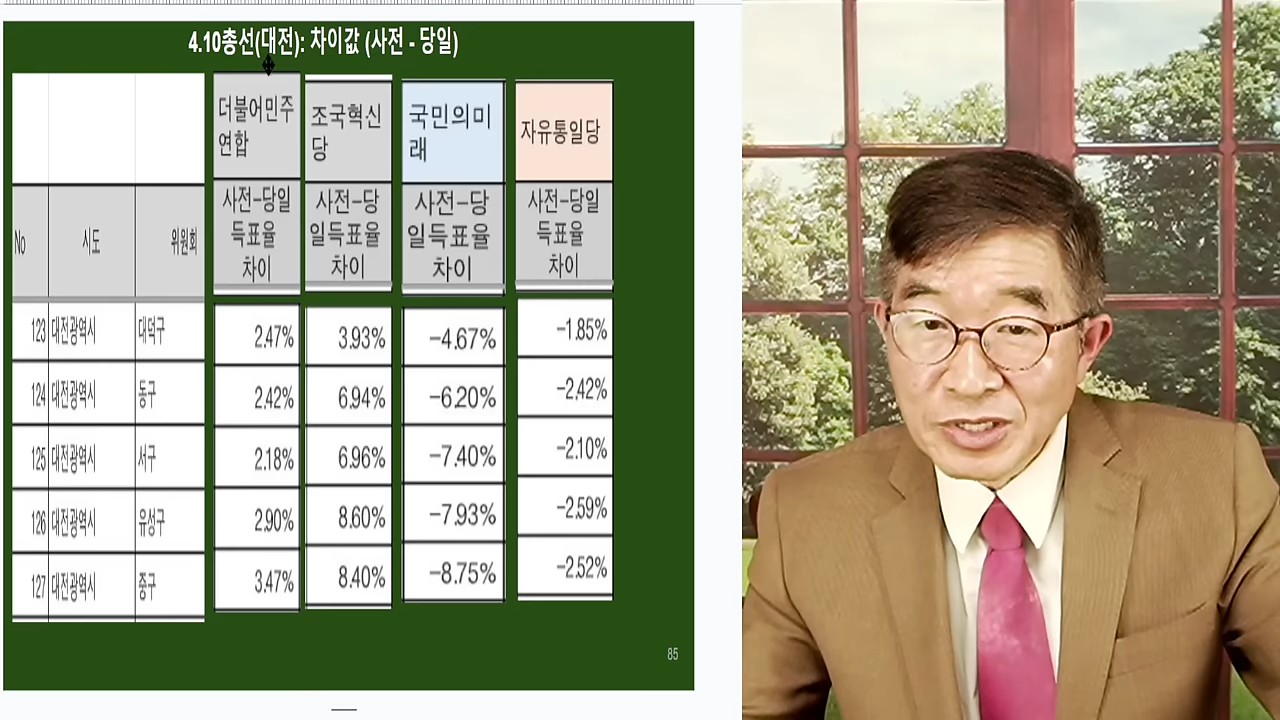 4.10총선(대전): 차이값 (사전 - 당일)
더불어민주
연합
조국혁신
당
국민의미
래
자유통일당
No 시도 위원회
사전-당일
득표율
차이
사전-당
일득표율
차이
사전-당
일득표율
차이
사전-당일
득표율
차이
123 대전광역시 대덕구 2.47% 3.93% -4.67% -1.85%
124 대전광역시 동구 2.42% 6.94% -6.20% -2.42%
125 대전광역시 서구 2.18% 6.96% -7.40% -2.10%
126 대전광역시 유성구 2.90% 8.60% -7.93% -2.59%
127 대전광역시 중구 3.47% 8.40% -8.75% -2.52%
85